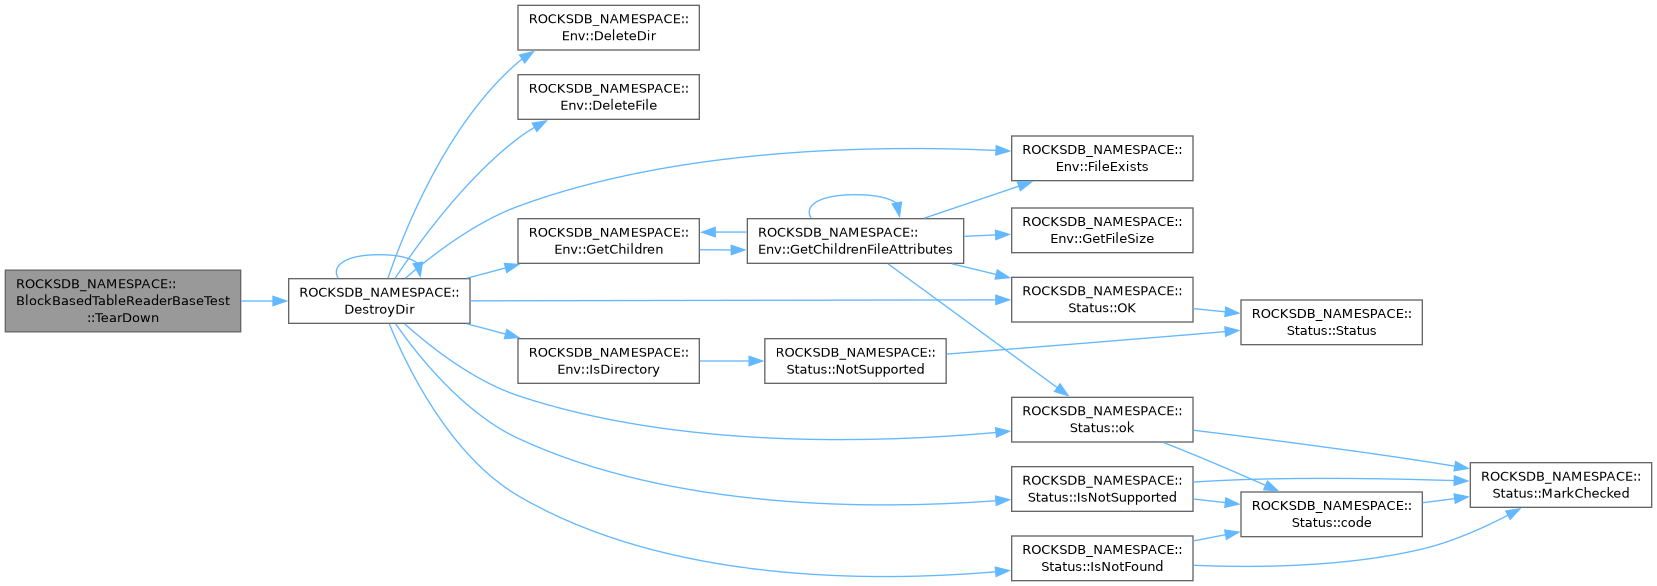 ROCKSDB_NAMESPACE::
BlockBasedTableReaderBaseTest
::TearDown
ROCKSDB_NAMESPACE::
DestroyDir
ROCKSDB_NAMESPACE::
Env::DeleteDir
ROCKSDB_NAMESPACE::
Env::DeleteFile
ROCKSDB_NAMESPACE::
Env::GetChildren
ROCKSDB_NAMESPACE::
Env::IsDirectory
ROCKSDB_NAMESPACE::
Env::GetChildrenFileAttributes
ROCKSDB_NAMESPACE::
Status::NotSupported
ROCKSDB_NAMESPACE::
Env::FileExists
ROCKSDB_NAMESPACE::
Env::GetFileSize
ROCKSDB_NAMESPACE::
Status::OK
ROCKSDB_NAMESPACE::
Status::ok
ROCKSDB_NAMESPACE::
Status::IsNotSupported
ROCKSDB_NAMESPACE::
Status::IsNotFound
ROCKSDB_NAMESPACE::
Status::Status
ROCKSDB_NAMESPACE::
Status::code
ROCKSDB_NAMESPACE::
Status::MarkChecked